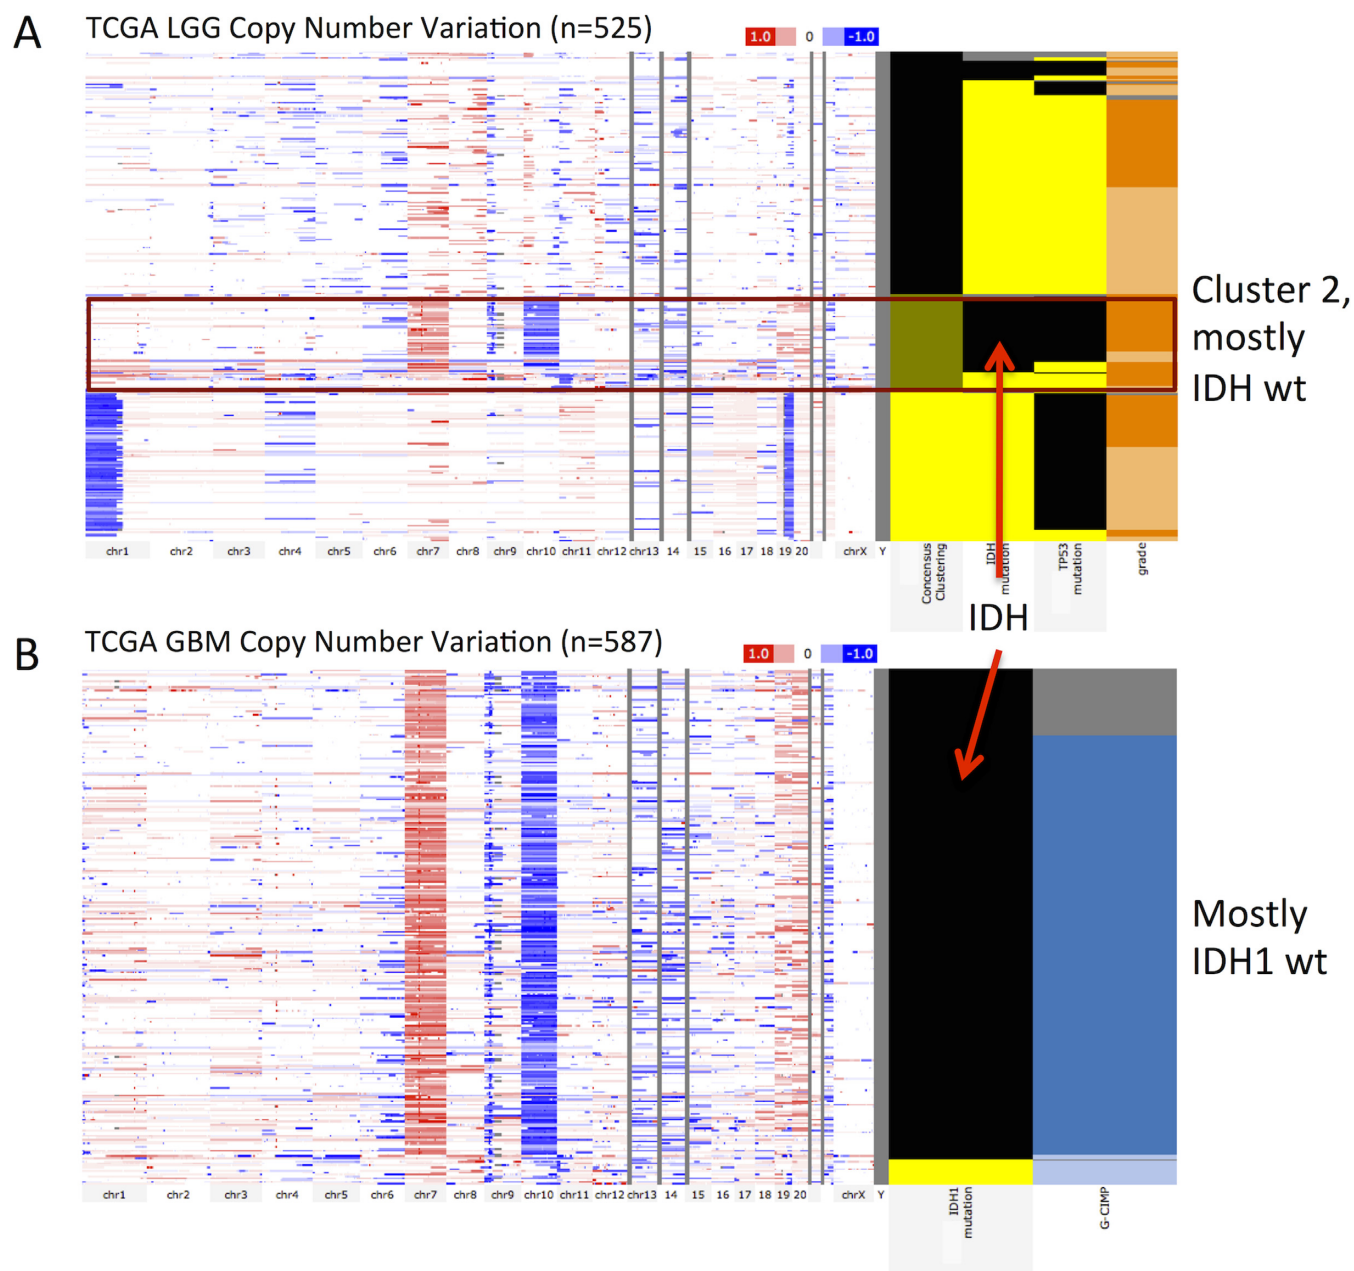 A
TCGA LGG Copy Number Variation (n=525)
1.0 0 -1.0
Cluster 2,
mostly
IDH wt
chr1 chr2 chr3 chr4 chr5 chr6 chr7 chr8 chr9 chr10 chr11 chr12 chr13 14 15 16 17 18 19 20 chrX Y
Concensus
Clustering
IDH
mutation
TP53
mutation
grade
IDH
B
TCGA GBM Copy Number Variation (n=587)
1.0 0 -1.0
Mostly
IDH1 wt
chr1 chr2 chr3 chr4 chr5 chr6 chr7 chr8 chr9 chr10 chr11 chr12 chr13 14 15 16 17 18 19 20 chrX Y
IDH1
mutation
G-CIMP